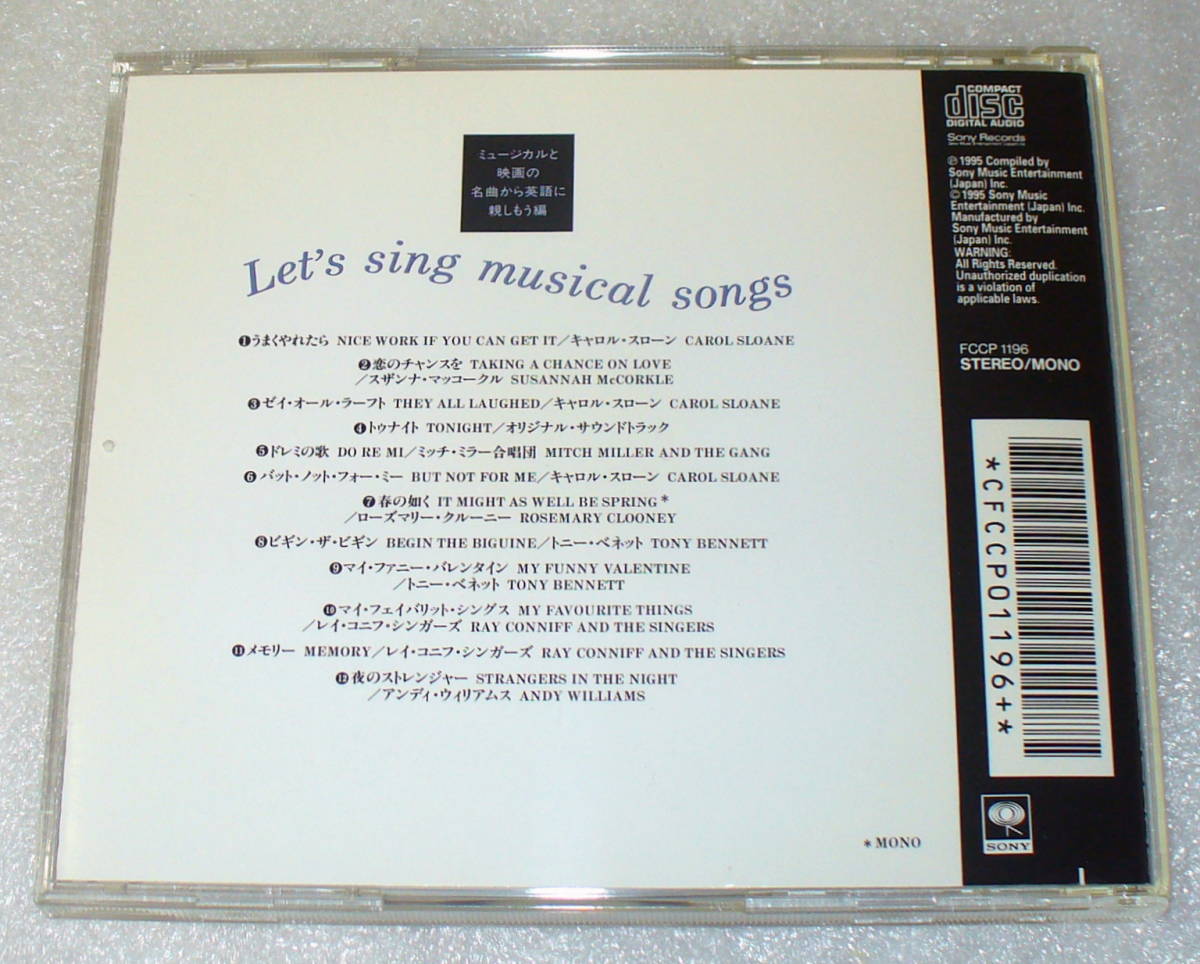 ミュージカルと
映画の
名曲から英語に
親しもう編
Let's sing musical songs
❶うまくやれたら NICE WORK IF YOU CAN GET IT／キャロル・スローン CAROL SLOANE
❷恋のチャンスを TAKING A CHANCE ON LOVE
／スザンナ・マッコークル SUSANNAH McCORKLE
❸ゼイ・オール・ラーフト THEY ALL LAUGHED／キャロル・スローン CAROL SLOANE
❹トゥナイト TONIGHT／オリジナル・サウンドトラック
❺ドレミの歌 DO RE MI／ミッチ・ミラー合唱団 MITCH MILLER AND THE GANG
❻バット・ノット・フォー・ミー BUT NOT FOR ME／キャロル・スローン CAROL SLOANE
❼春の如く IT MIGHT AS WELL BE SPRING*
／ローズマリー・クルーニー ROSEMARY CLOONEY
❽ビギン・ザ・ビギン BEGIN THE BIGUINE／トニー・ベネット TONY BENNETT
❾マイ・ファニー・バレンタイン MY FUNNY VALENTINE
／トニー・ベネット TONY BENNETT
❿マイ・フェイバリット・シングス MY FAVOURITE THINGS
／レイ・コニフ・シンガーズ RAY CONNIFF AND THE SINGERS
⓫メモリー MEMORY／レイ・コニフ・シンガーズ RAY CONNIFF AND THE SINGERS
⓬夜のストレンジャー STRANGERS IN THE NIGHT
／アンディ・ウィリアムス ANDY WILLIAMS
* MONO
COMPACT
disc
DIGITAL AUDIO
Sony Records
℗1995 Compiled by
Sony Music Entertainment
(Japan) Inc.
©1995 Sony Music
Entertainment (Japan) Inc.
Manufactured by
Sony Music Entertainment
(Japan) Inc.
WARNING:
All Rights Reserved.
Unauthorized duplication
is a violation of
applicable laws.
FCCP 1196
STEREO/MONO
*CFCCP01196+*
SONY